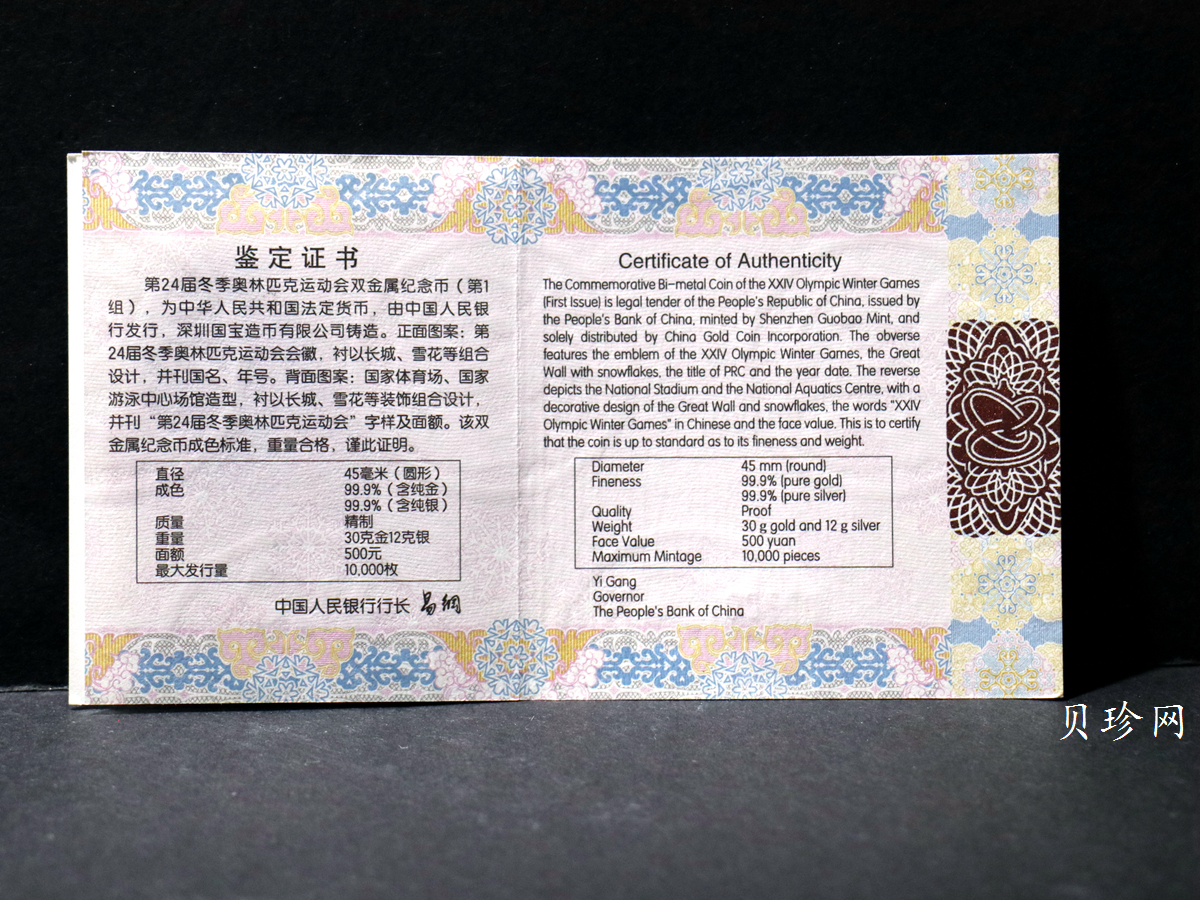 鉴定证书
第24届冬季奥林匹克运动会双金属纪念币（第1
组），为中华人民共和国法定货币，由中国人民银
行发行，深圳国宝造币有限公司铸造。正面图案：第
24届冬季奥林匹克运动会会徽，衬以长城、雪花等组合
设计，并刊国名、年号。背面图案：国家体育场、国家
游泳中心场馆造型，衬以长城、雪花等装饰组合设计，
并刊“第24届冬季奥林匹克运动会”字样及面额。该双
金属纪念币成色标准，重量合格，谨此证明。
直径 45毫米（圆形）
成色 99.9%（含纯金）
99.9%（含纯银）
质量 精制
重量 30克金12克银
面额 500元
最大发行量 10,000枚
中国人民银行行长 易纲
Certificate of Authenticity
The Commemorative Bi-metal Coin of the XXIV Olympic Winter Games
(First Issue) is legal tender of the People's Republic of China, issued by
the People's Bank of China, minted by Shenzhen Guobao Mint, and
solely distributed by China Gold Coin Incorporation. The obverse
features the emblem of the XXIV Olympic Winter Games, the Great
Wall with snowflakes, the title of PRC and the year date. The reverse
depicts the National Stadium and the National Aquatics Centre, with a
decorative design of the Great Wall and snowflakes, the words "XXIV
Olympic Winter Games" in Chinese and the face value. This is to certify
that the coin is up to standard as to its fineness and weight.
Diameter 45 mm (round)
Fineness 99.9% (pure gold)
99.9% (pure silver)
Quality Proof
Weight 30 g gold and 12 g silver
Face Value 500 yuan
Maximum Mintage 10,000 pieces
Yi Gang
Governor
The People's Bank of China
贝珍网